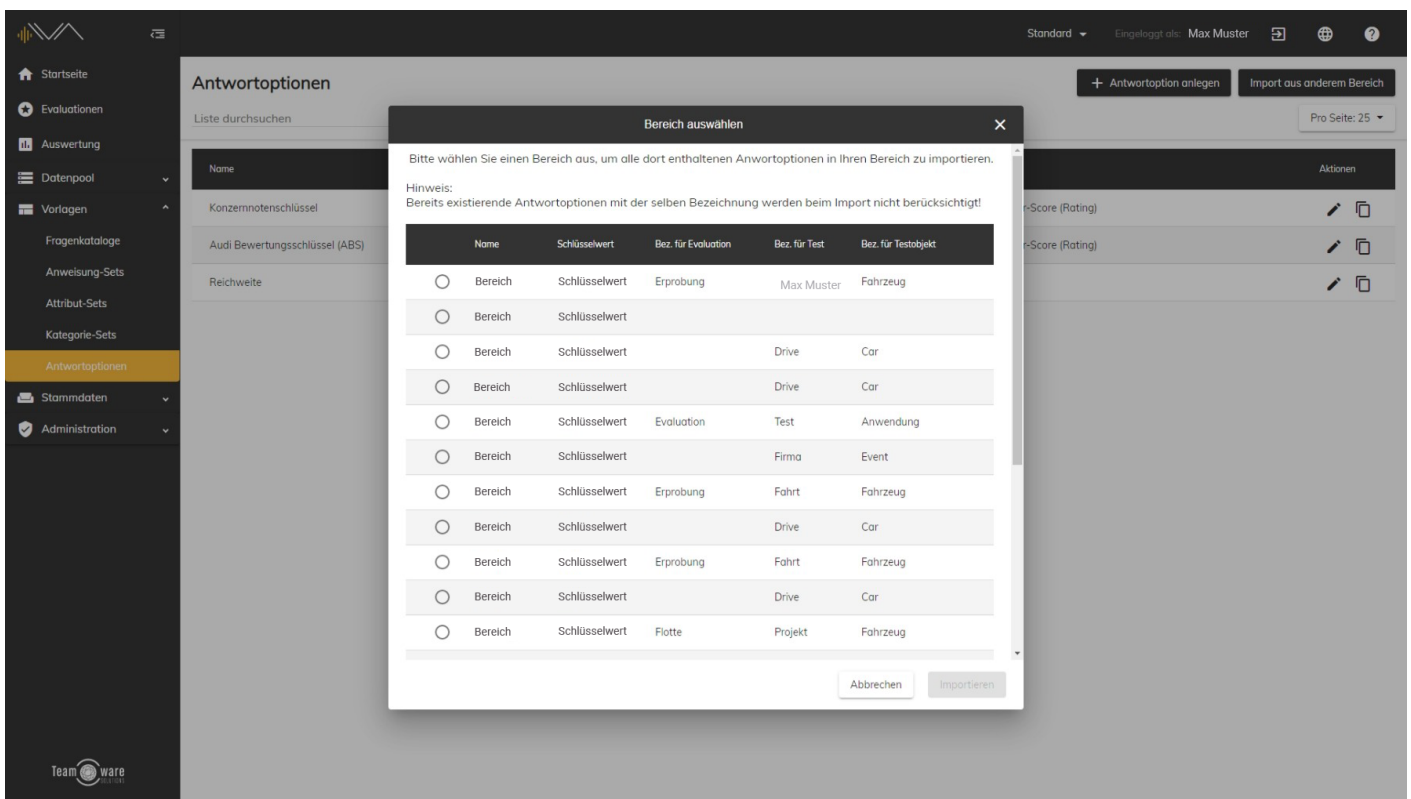 Standard
Eingeloggt als: Max Muster
Startseite
Evaluationen
Auswertung
Datenpool
Vorlagen
Fragenkataloge
Anweisung-Sets
Attribut-Sets
Kategorie-Sets
Antwortoptionen
Stammdaten
Administration
Team ware
Antwortoptionen
+ Antwortoption anlegen
Import aus anderem Bereich
Liste durchsuchen
Pro Seite: 25
Name
Aktionen
Konzernnotenschlüssel
r-Score (Rating)
Audi Bewertungsschlüssel (ABS)
r-Score (Rating)
Reichweite
Bereich auswählen
Bitte wählen Sie einen Bereich aus, um alle dort enthaltenen Anwortoptionen in Ihren Bereich zu importieren.
Hinweis:
Bereits existierende Antwortoptionen mit der selben Bezeichnung werden beim Import nicht berücksichtigt!
Name Schlüsselwert Bez. für Evaluation Bez. für Test Bez. für Testobjekt
Bereich Schlüsselwert Erprobung Max Muster Fahrzeug
Bereich Schlüsselwert
Bereich Schlüsselwert Drive Car
Bereich Schlüsselwert Drive Car
Bereich Schlüsselwert Evaluation Test Anwendung
Bereich Schlüsselwert Firma Event
Bereich Schlüsselwert Erprobung Fahrt Fahrzeug
Bereich Schlüsselwert Drive Car
Bereich Schlüsselwert Erprobung Fahrt Fahrzeug
Bereich Schlüsselwert Drive Car
Bereich Schlüsselwert Flotte Projekt Fahrzeug
Abbrechen
Importieren